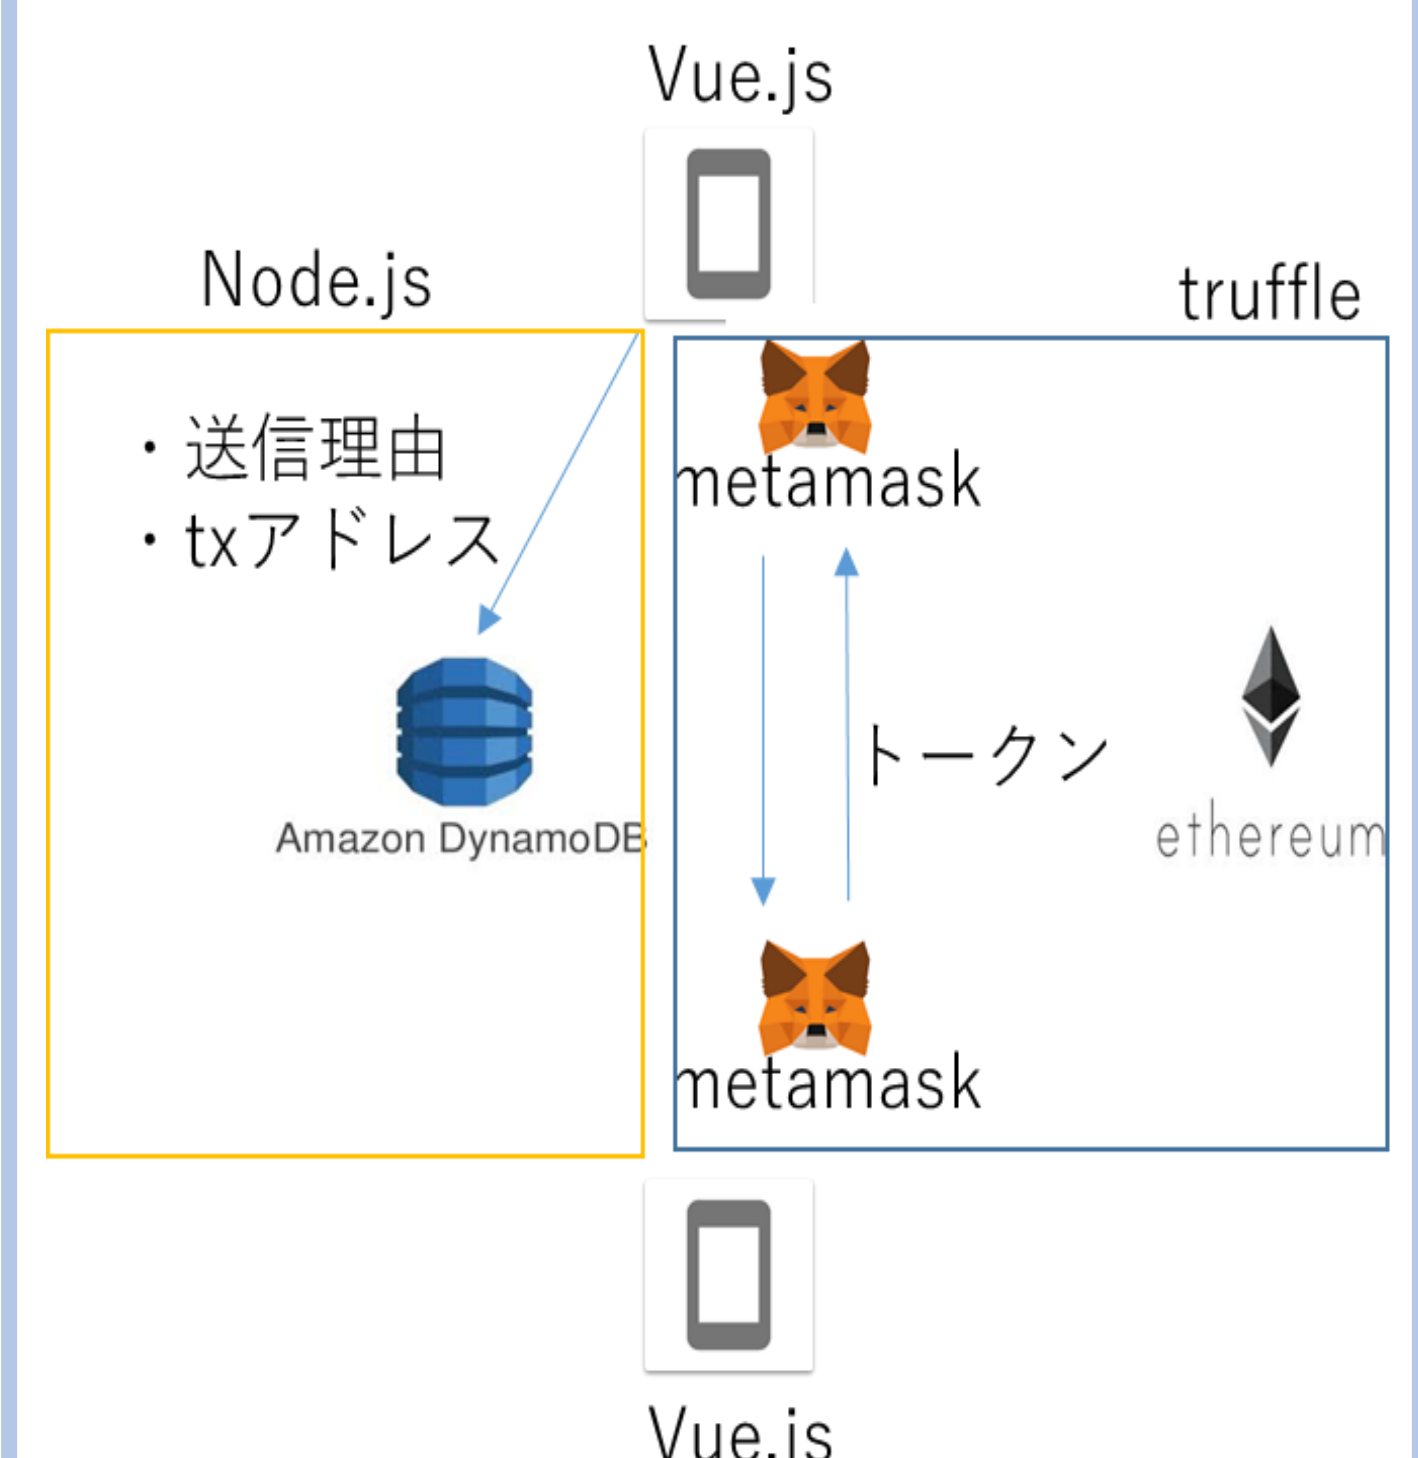 Vue.js
Node.js
truffle
・送信理由
・txアドレス
metamask
トークン
Amazon DynamoDB
ethereum
metamask
Vue.js